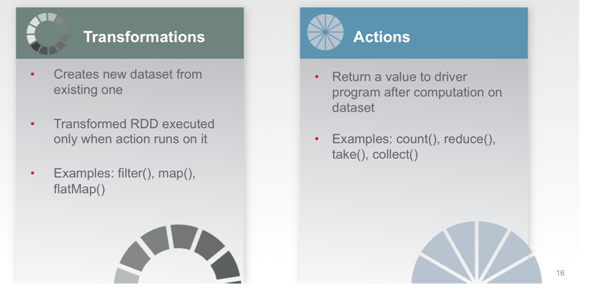 Transformations
• Creates new dataset from
existing one
• Transformed RDD executed
only when action runs on it
• Examples: filter(), map(),
flatMap()
Actions
• Return a value to driver
program after computation on
dataset
• Examples: count(), reduce(),
take(), collect()
16